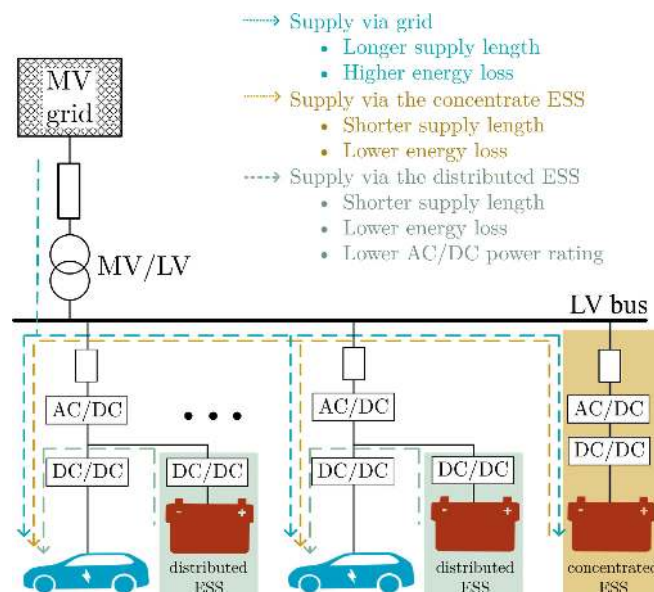 Supply via grid
• Longer supply length
• Higher energy loss
Supply via the concentrate ESS
• Shorter supply length
• Lower energy loss
Supply via the distributed ESS
• Shorter supply length
• Lower energy loss
• Lower AC/DC power rating
MV
grid
MV/LV
LV bus
AC/DC
DC/DC
DC/DC
- +
distributed
ESS
AC/DC
DC/DC
DC/DC
- +
distributed
ESS
AC/DC
DC/DC
- +
concentrated
ESS